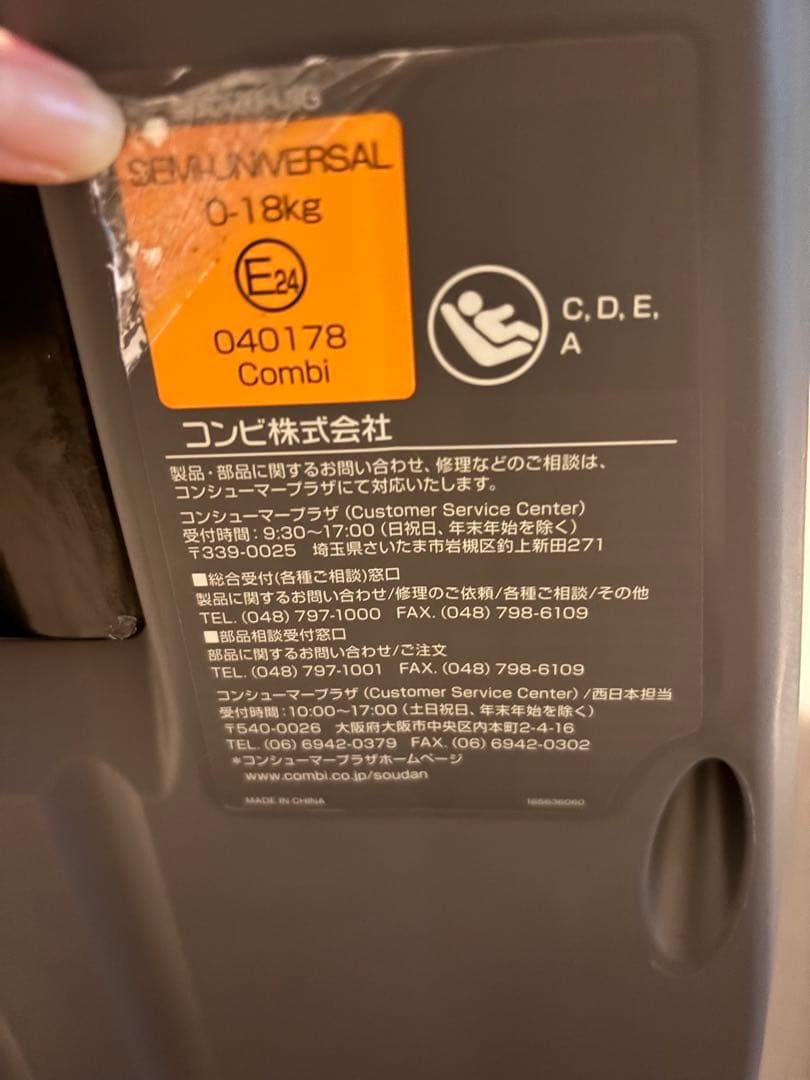 SEMI-UNIVERSAL
0-18kg
E24
040178
Combi
C, D, E,
A
コンビ株式会社
製品・部品に関するお問い合わせ、修理などのご相談は、
コンシューマープラザにて対応いたします。
コンシューマープラザ (Customer Service Center)
受付時間：9:30～17:00 (日祝日、年末年始を除く)
〒339-0025 埼玉県さいたま市岩槻区釣上新田271
■総合受付(各種ご相談)窓口
製品に関するお問い合わせ/修理のご依頼/各種ご相談/その他
TEL. (048) 797-1000 FAX. (048) 798-6109
■部品相談受付窓口
部品に関するお問い合わせ/ご注文
TEL. (048) 797-1001 FAX. (048) 798-6109
コンシューマープラザ (Customer Service Center) /西日本担当
受付時間：10:00～17:00 (土日祝日、年末年始を除く)
〒540-0026 大阪府大阪市中央区内本町2-4-16
TEL. (06) 6942-0379 FAX. (06) 6942-0302
＊コンシューマープラザホームページ
www.combi.co.jp/soudan
MADE IN CHINA